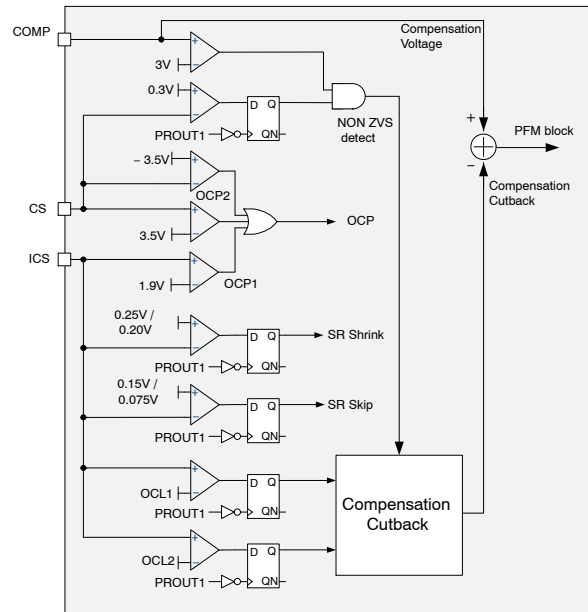 COMP
Compensation
Voltage
3V
0.3V
D Q
QN
PROUT1
NON ZVS
detect
+
PFM block
−
Compensation
Cutback
− 3.5V
OCP2
CS
OCP
3.5V
ICS
1.9V
OCP1
0.25V /
0.20V
D Q
QN
SR Shrink
PROUT1
0.15V /
0.075V
D Q
QN
SR Skip
PROUT1
OCL1
D Q
QN
PROUT1
Compensation
Cutback
OCL2
D Q
QN
PROUT1